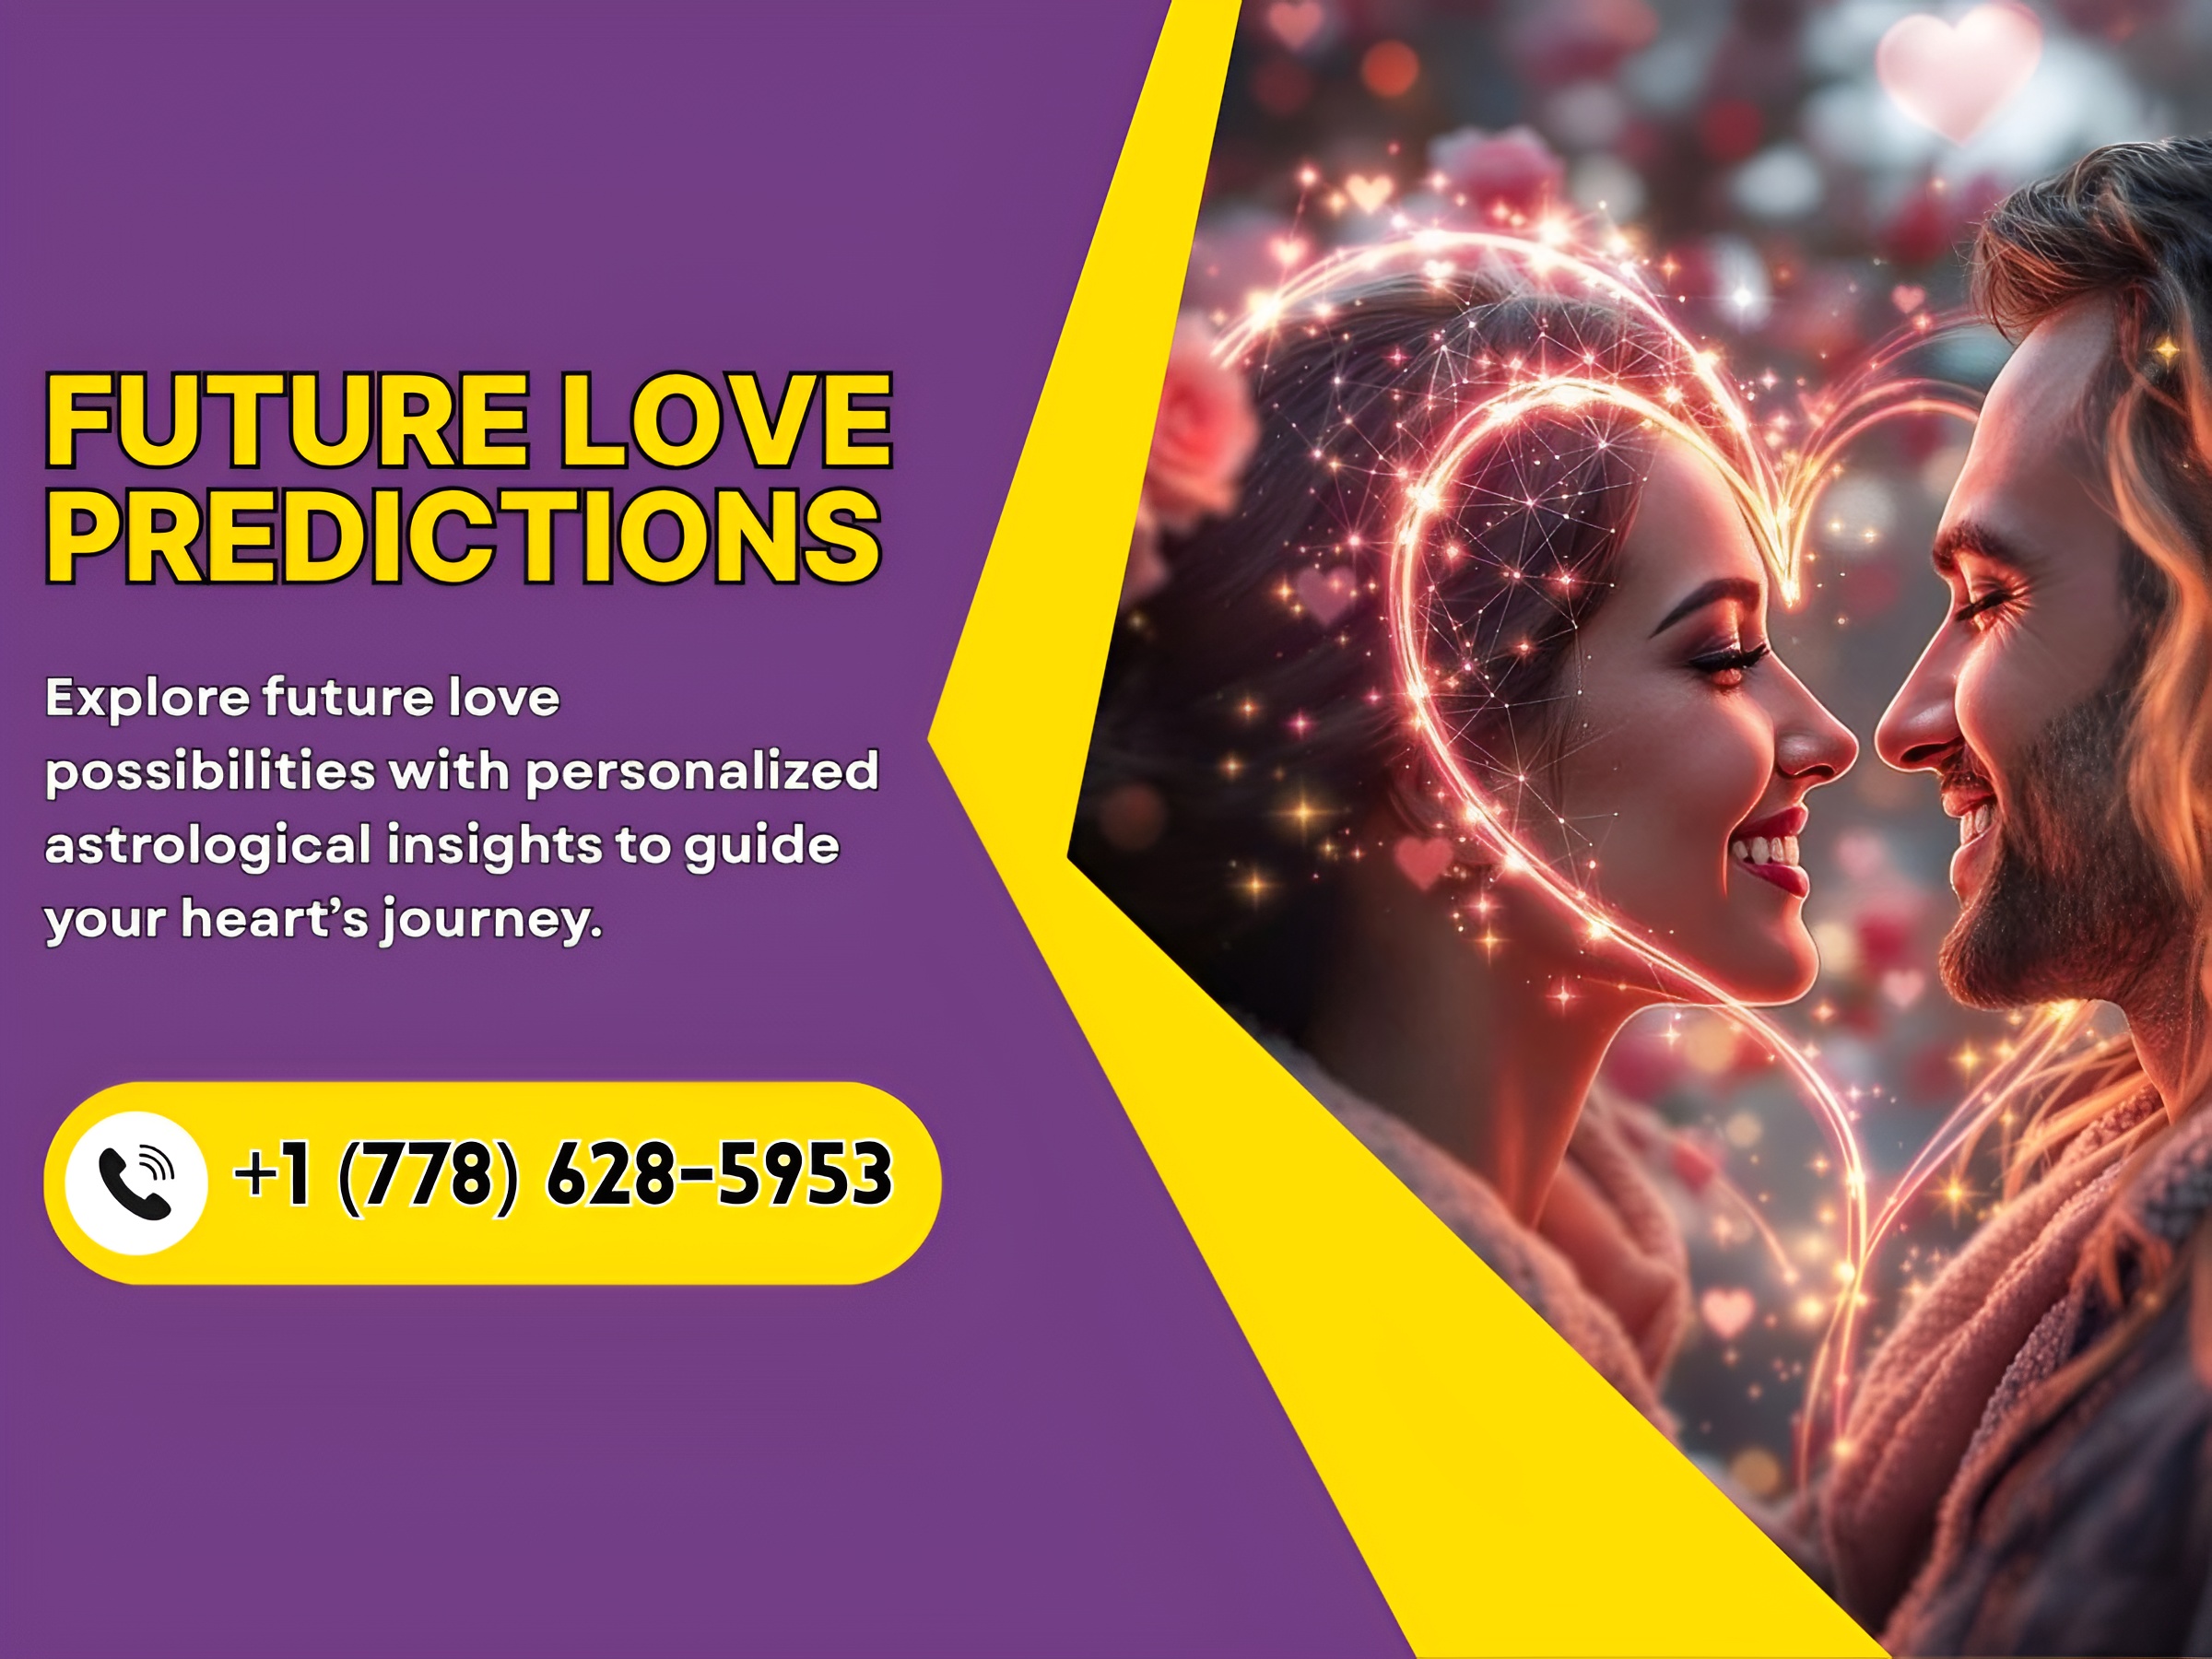 FUTURE LOVE
PREDICTIONS
Explore future love
possibilities with personalized
astrological insights to guide
your heart’s journey.
+1 (778) 628-5953